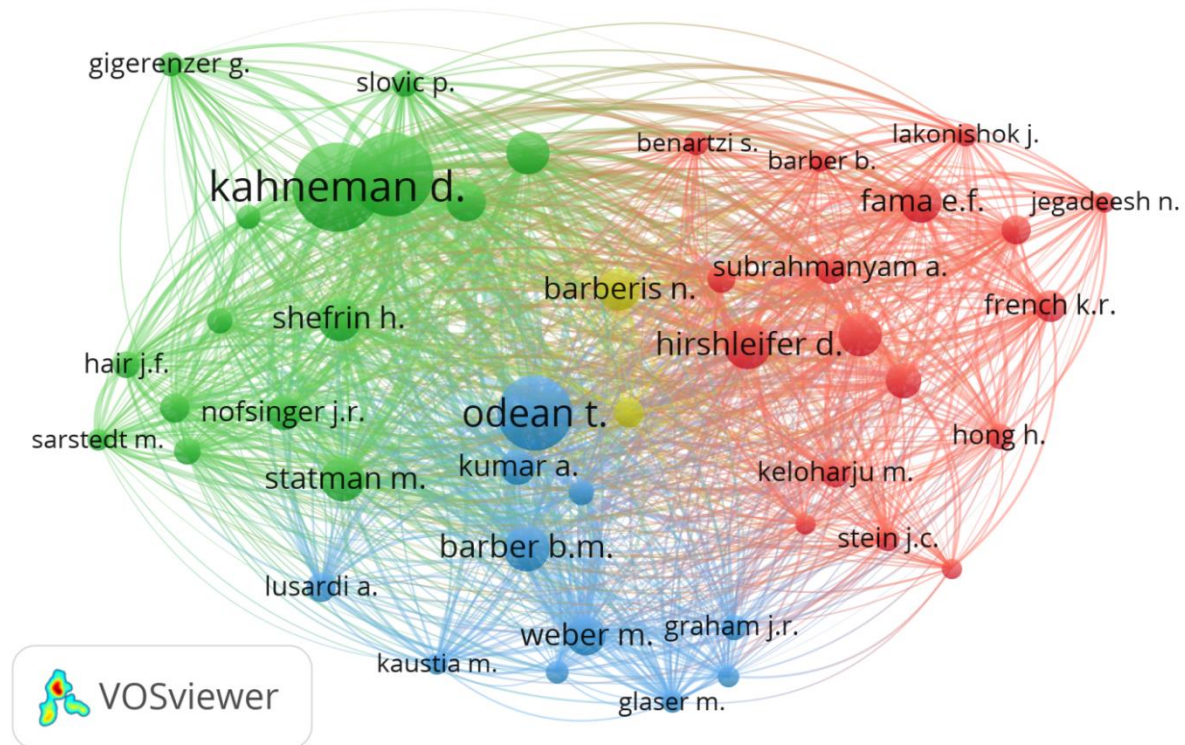 gigerenzer g.
slovic p.
benartzi s.
lakonishok j.
barber b.
kahneman d.
fama e.f.
jegadeesh n.
subrahmanyam a.
barberis n.
french k.r.
shefrin h.
hirshleifer d.
hair j.f.
nofsinger j.r.
odean t.
sarstedt m.
hong h.
kumar a.
keloharju m.
statman m.
stein j.c.
barber b.m.
lusardi a.
weber m.
graham j.r.
kaustia m.
glaser m.
VOSviewer